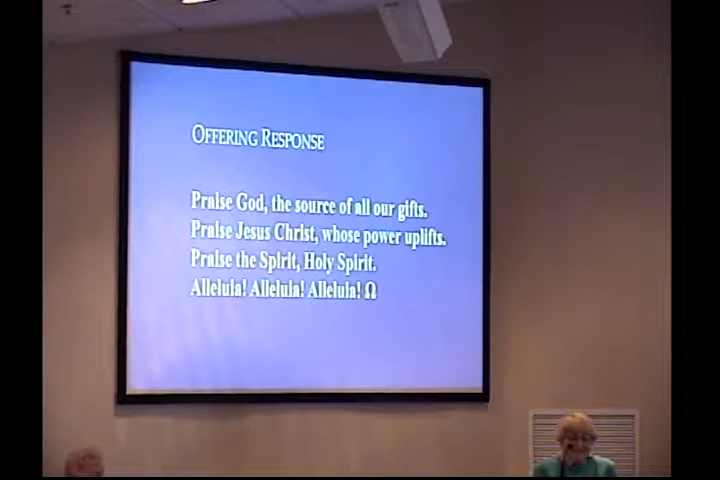 OFFERING RESPONSE
Praise God, the source of all our gifts.
Praise Jesus Christ, whose power uplifts.
Praise the Spirit, Holy Spirit.
Alleluia! Alleluia! Alleluia! Ω